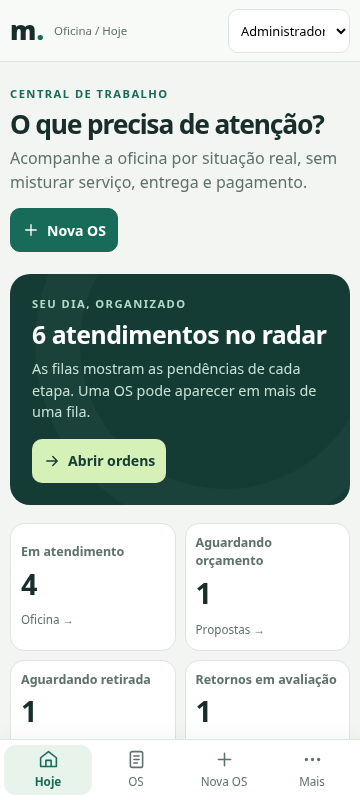 m. Oficina / Hoje Administrador
CENTRAL DE TRABALHO
O que precisa de atenção?
Acompanhe a oficina por situação real, sem
misturar serviço, entrega e pagamento.
+ Nova OS
SEU DIA, ORGANIZADO
6 atendimentos no radar
As filas mostram as pendências de cada
etapa. Uma OS pode aparecer em mais de
uma fila.
→ Abrir ordens
Em atendimento
4
Oficina →
Aguardando
orçamento
1
Propostas →
Aguardando retirada
1
Retornos em avaliação
1
Hoje OS Nova OS Mais